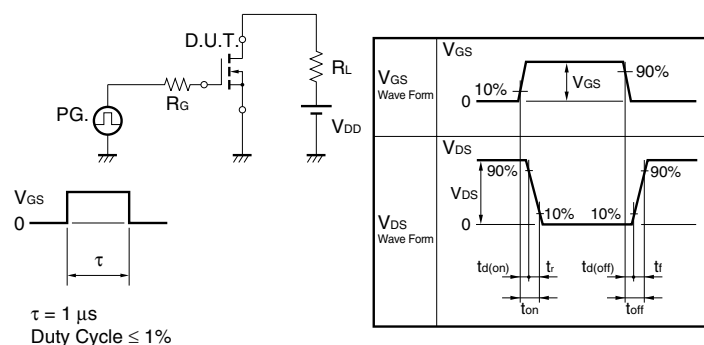 D.U.T.
RL
RG
PG.
VDD
VGS
0
τ
τ = 1 μs
Duty Cycle ≤ 1%
VGS
Wave Form
VGS
10%
VGS
90%
0
VDS
Wave Form
VDS
90%
VDS
90%
10%
10%
0
td(on)
tr
td(off)
tf
ton
toff